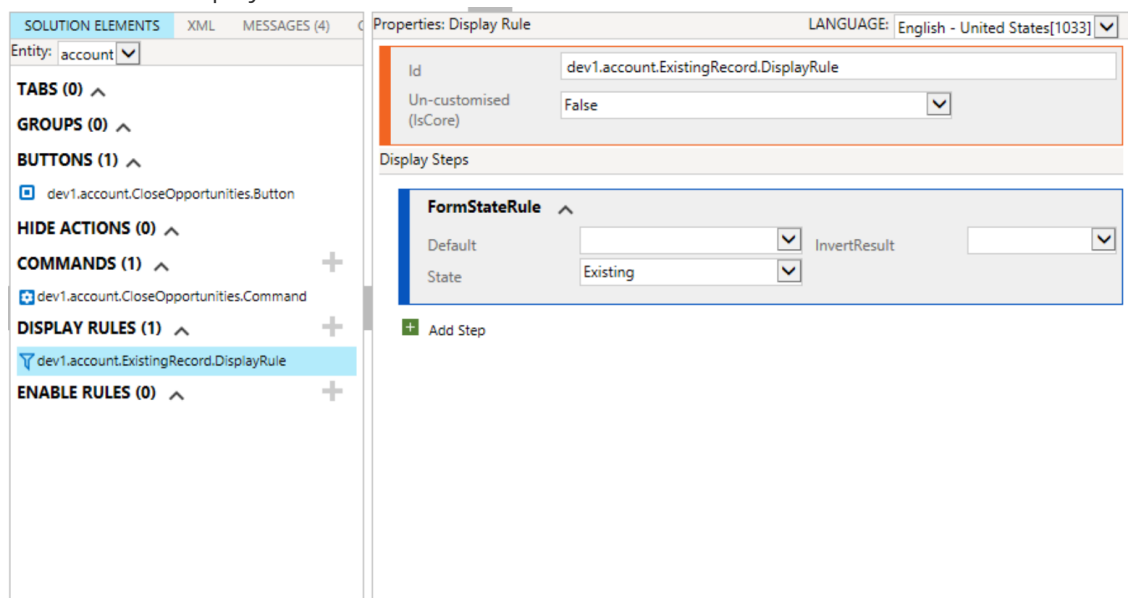 SOLUTION ELEMENTS XML MESSAGES (4)
Entity: account
TABS (0)
GROUPS (0)
BUTTONS (1)
dev1.account.CloseOpportunities.Button
HIDE ACTIONS (0)
COMMANDS (1)
dev1.account.CloseOpportunities.Command
DISPLAY RULES (1)
dev1.account.ExistingRecord.DisplayRule
ENABLE RULES (0)
Properties: Display Rule LANGUAGE: English - United States[1033]
Id dev1.account.ExistingRecord.DisplayRule
Un-customised
(IsCore) False
Display Steps
FormStateRule
Default InvertResult
State Existing
Add Step